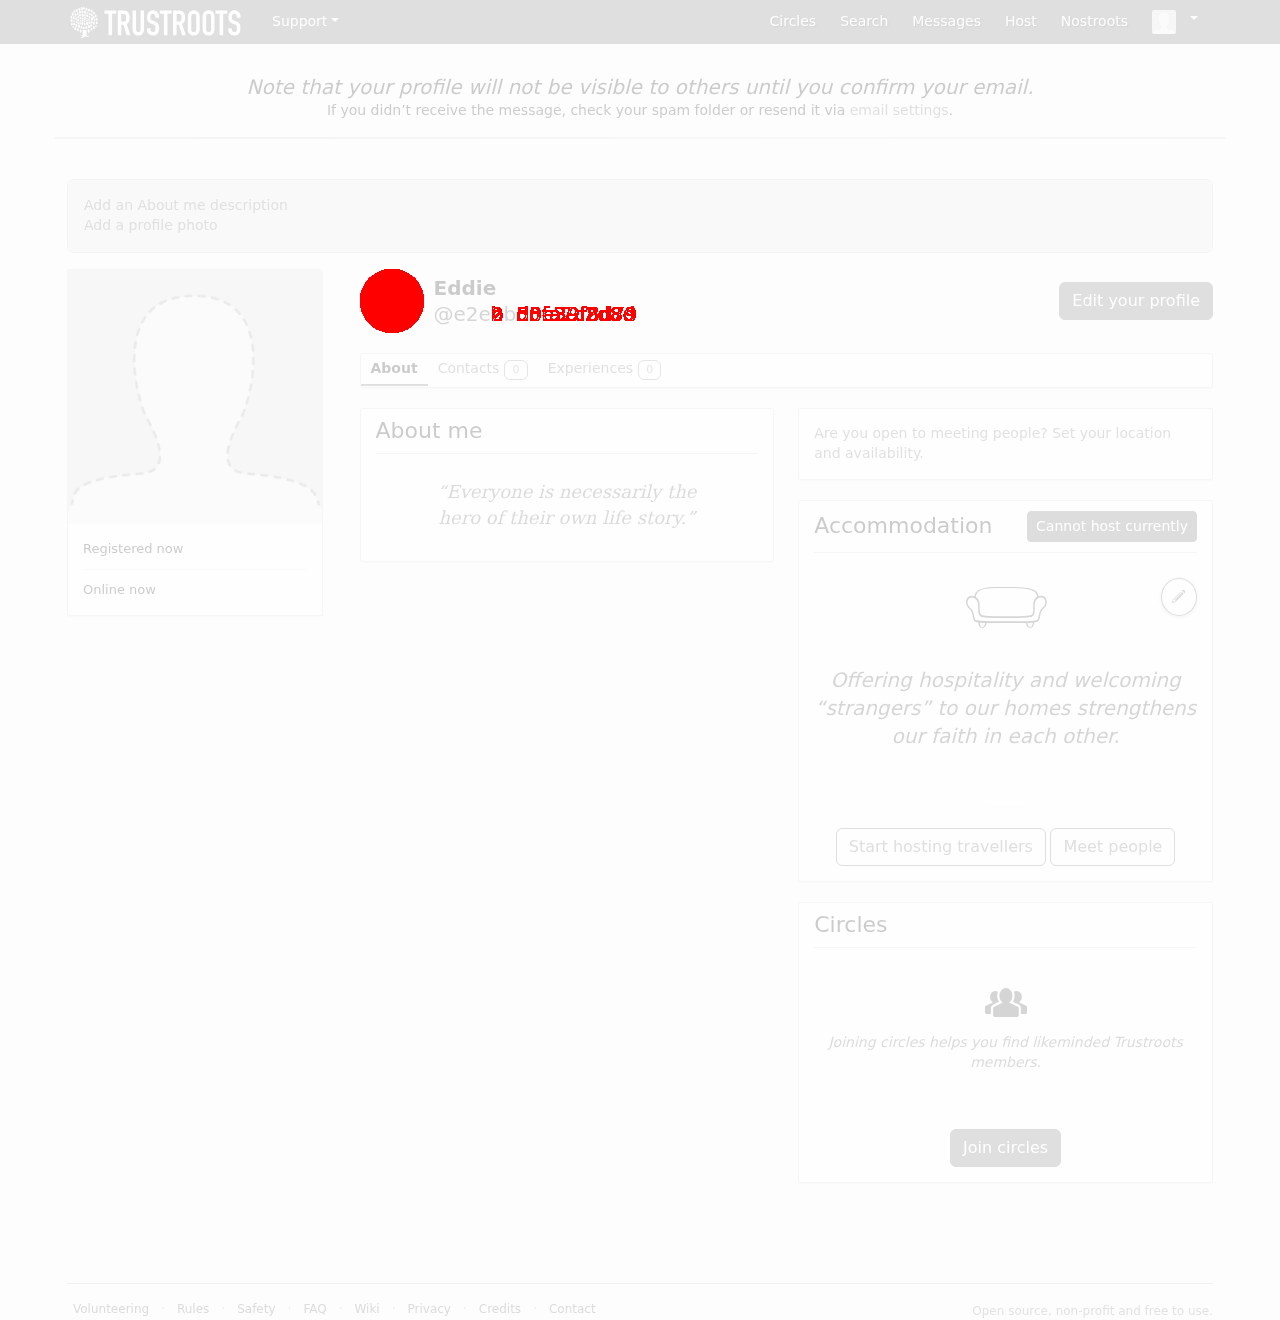 TRUSTROOTS Support Circles Search Messages Host Nostroots
Note that your profile will not be visible to others until you confirm your email.
If you didn’t receive the message, check your spam folder or resend it via email settings.
Add an About me description
Add a profile photo
Eddie
Edit your profile
About Contacts 0 Experiences 0
About me
“Everyone is necessarily the
hero of their own life story.”
Registered now
Online now
Are you open to meeting people? Set your location
and availability.
Accommodation Cannot host currently
Offering hospitality and welcoming
“strangers” to our homes strengthens
our faith in each other.
Start hosting travellers Meet people
Circles
Joining circles helps you find likeminded Trustroots
members.
Join circles
Volunteering · Rules · Safety · FAQ · Wiki · Privacy · Credits · Contact
Open source, non-profit and free to use.